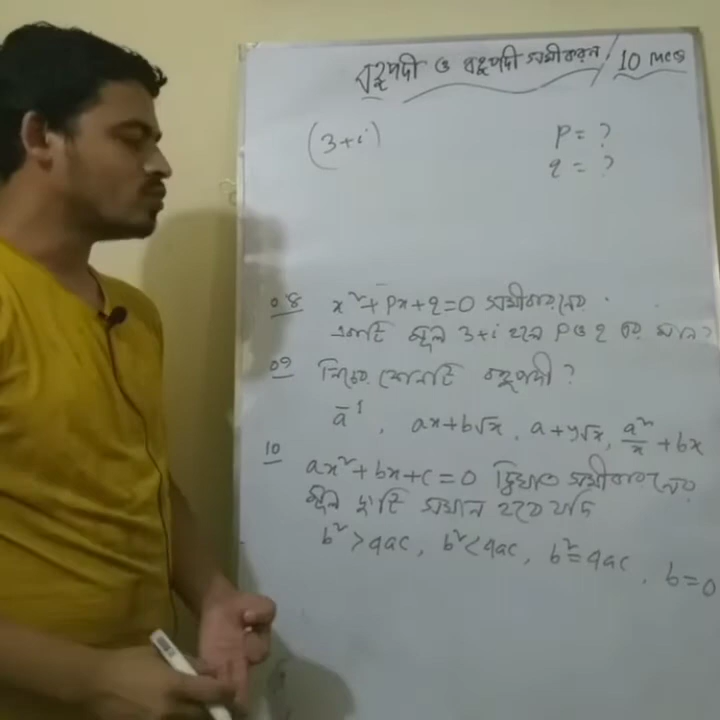 বহুপদী ও বহুপদী সমীকরণ / 10 MCQ
(3+i)
P = ?
q = ?
08 x²+Px+q=0 সমীকরণের
একটি মূল 3+i হলে P ও q এর মান?
09 নিচের কোনটি বহুপদী?
a⁻¹, ax+b√x, a+y√x, a²/x + bx
10 ax²+bx+c=0 দ্বিঘাত সমীকরণের
মূল দুটি সমান হবে যদি
b²>4ac, b²<4ac, b²=4ac, b=0